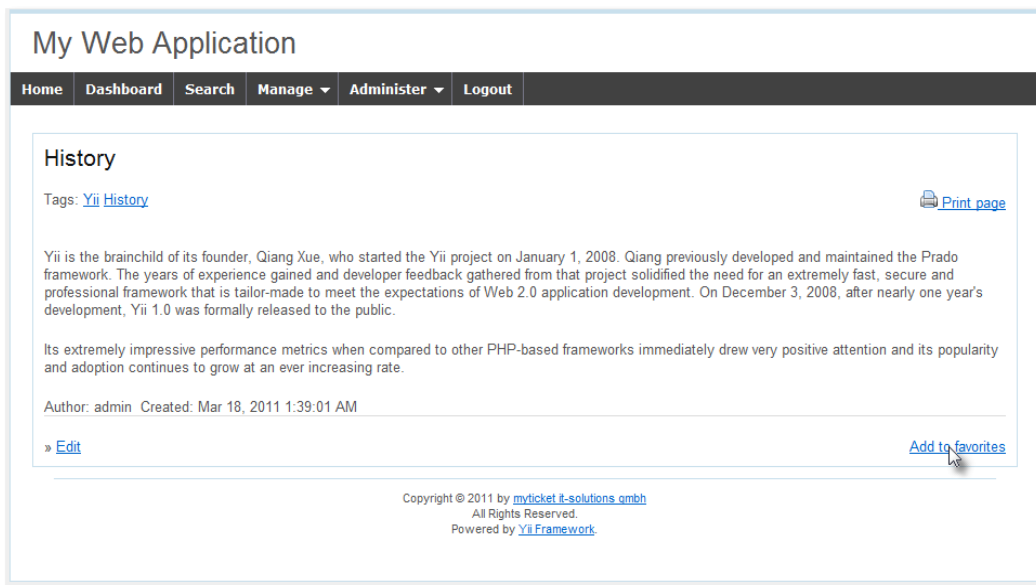 My Web Application
Home Dashboard Search Manage Administer Logout
History
Tags: Yii History
Print page
Yii is the brainchild of its founder, Qiang Xue, who started the Yii project on January 1, 2008. Qiang previously developed and maintained the Prado
framework. The years of experience gained and developer feedback gathered from that project solidified the need for an extremely fast, secure and
professional framework that is tailor-made to meet the expectations of Web 2.0 application development. On December 3, 2008, after nearly one year's
development, Yii 1.0 was formally released to the public.
Its extremely impressive performance metrics when compared to other PHP-based frameworks immediately drew very positive attention and its popularity
and adoption continues to grow at an ever increasing rate.
Author: admin Created: Mar 18, 2011 1:39:01 AM
» Edit
Add to favorites
Copyright © 2011 by myticket it-solutions gmbh
All Rights Reserved.
Powered by Yii Framework.